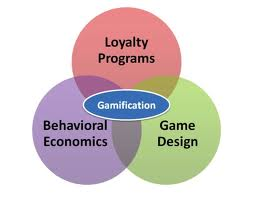 Loyalty
Programs
Gamification
Behavioral
Economics
Game
Design